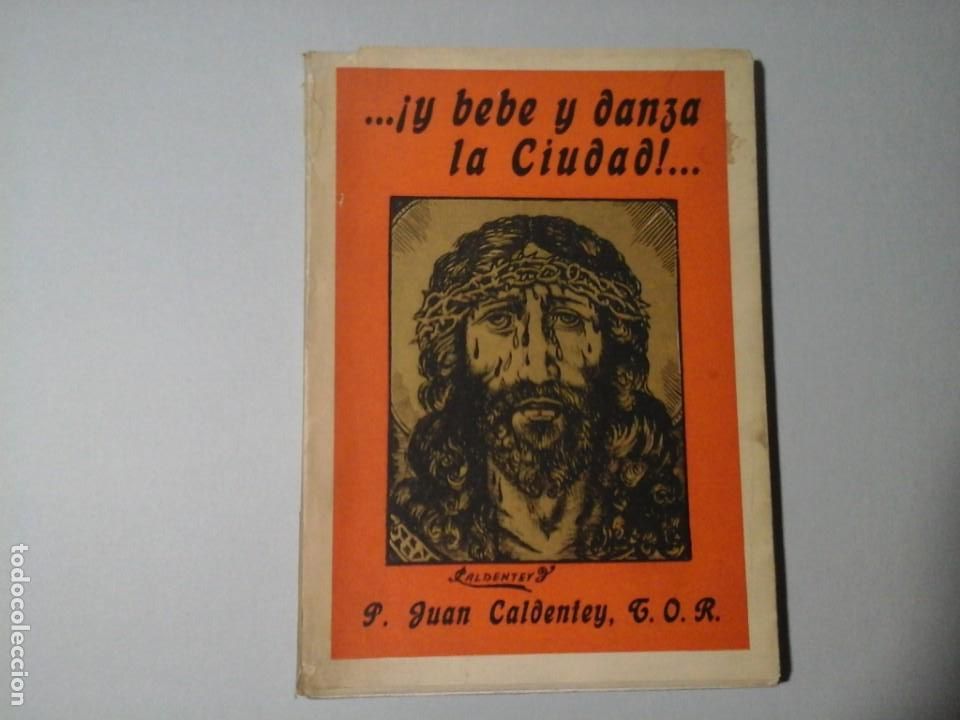 ...¡y bebe y danza
la Ciudad!...
CALDENTEY
P. Juan Caldentey, T. O. R.
todocoleccion